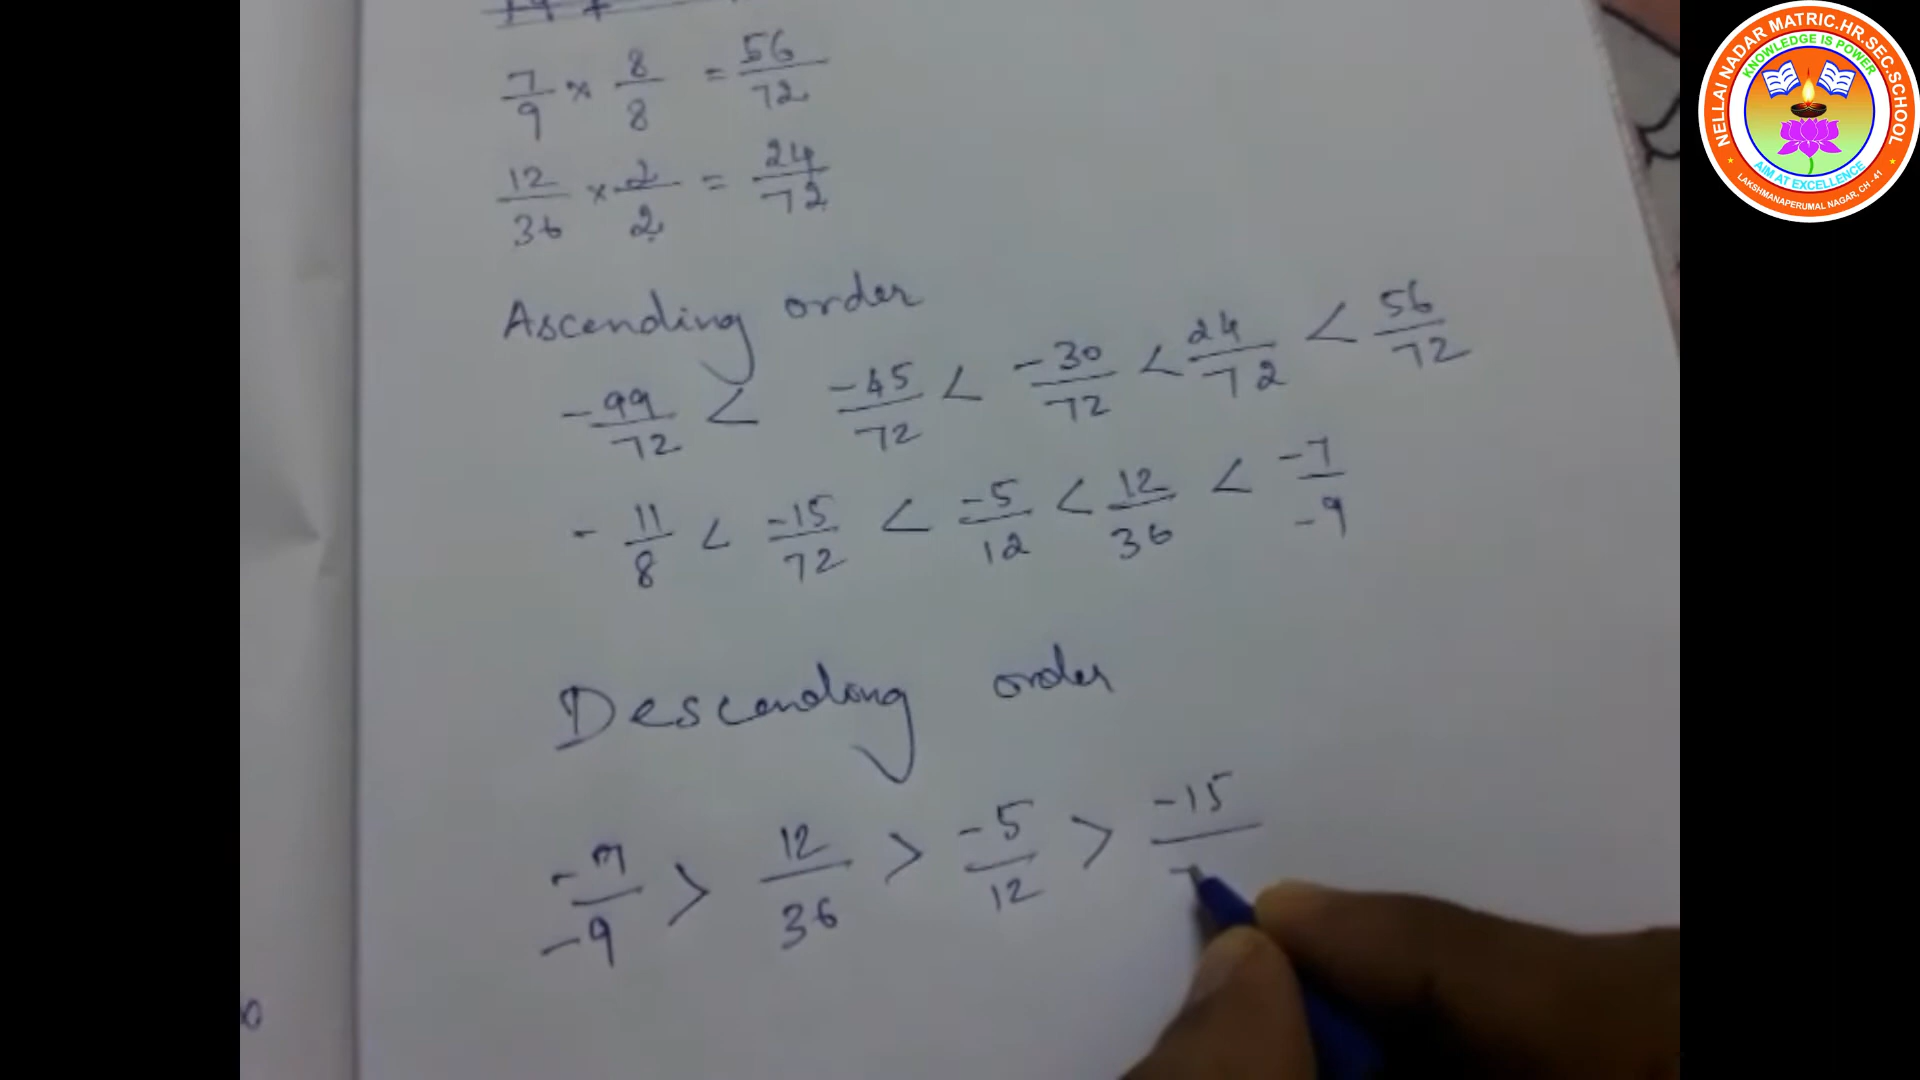 7/9 × 8/8 = 56/72
12/36 × 2/2 = 24/72
Ascending order
-99/72 < -45/72 < -30/72 < 24/72 < 56/72
-11/8 < -15/72 < -5/12 < 12/36 < -7/-9
Descending order
-7/-9 > 12/36 > -5/12 > -15/
NELLAI NADAR MATRIC.HR.SEC.SCHOOL
KNOWLEDGE IS POWER
AIM AT EXCELLENCE
LAKSHMANAPERUMAL NAGAR, CH - 41